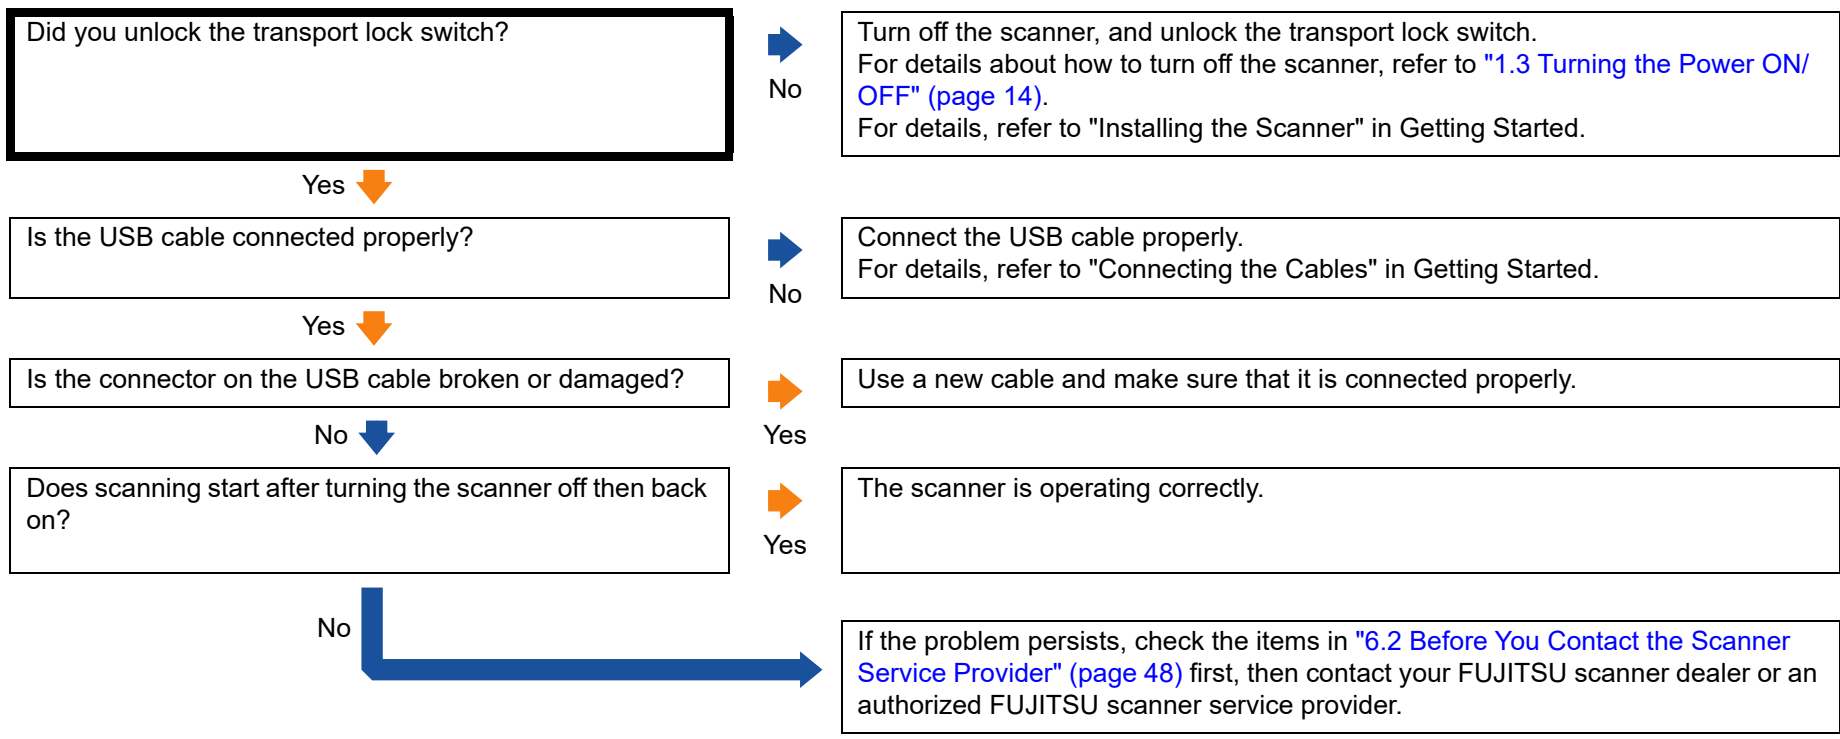 Did you unlock the transport lock switch?
No
Turn off the scanner, and unlock the transport lock switch.
For details about how to turn off the scanner, refer to "1.3 Turning the Power ON/
OFF" (page 14).
For details, refer to "Installing the Scanner" in Getting Started.
Yes
Is the USB cable connected properly?
No
Connect the USB cable properly.
For details, refer to "Connecting the Cables" in Getting Started.
Yes
Is the connector on the USB cable broken or damaged?
Yes
Use a new cable and make sure that it is connected properly.
No
Does scanning start after turning the scanner off then back
on?
Yes
The scanner is operating correctly.
No
If the problem persists, check the items in "6.2 Before You Contact the Scanner
Service Provider" (page 48) first, then contact your FUJITSU scanner dealer or an
authorized FUJITSU scanner service provider.